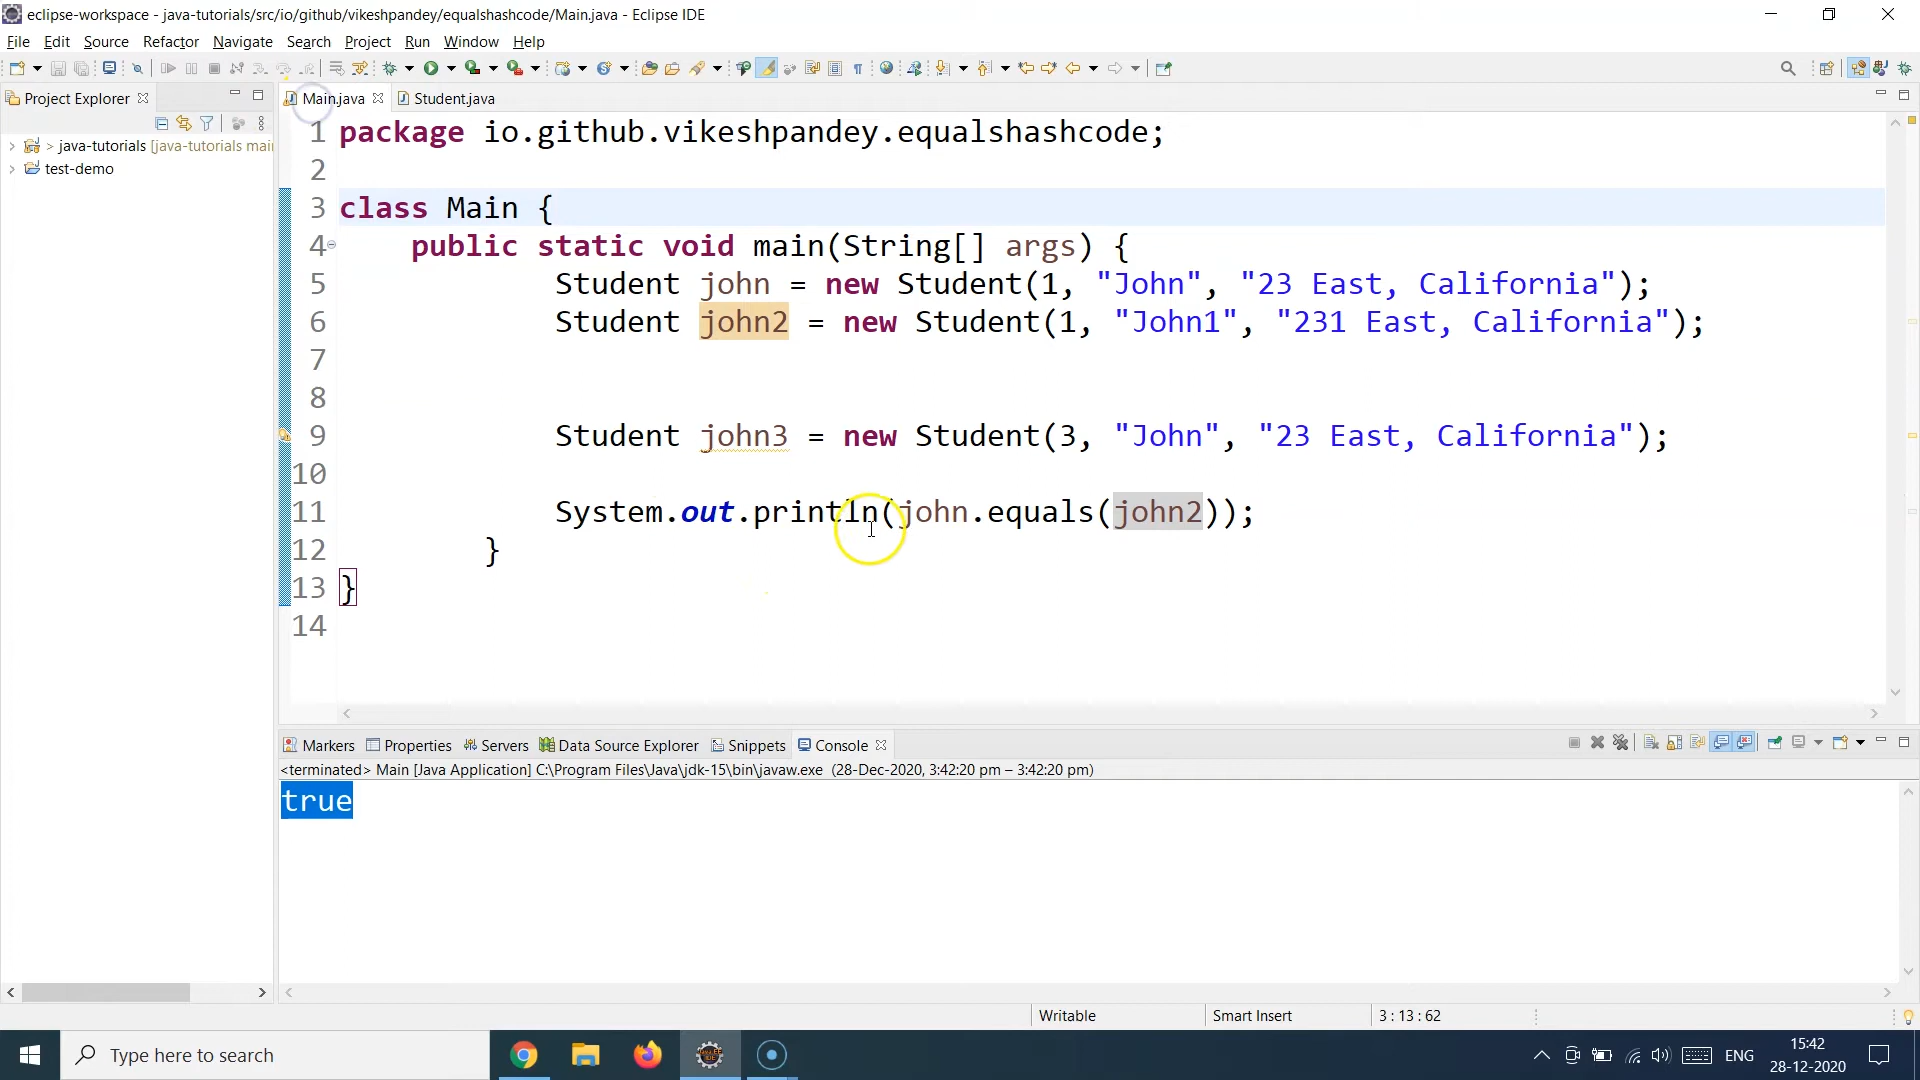 eclipse-workspace - java-tutorials/src/io/github/vikeshpandey/equalshashcode/Main.java - Eclipse IDE
File Edit Source Refactor Navigate Search Project Run Window Help
Project Explorer
Main.java Student.java
> java-tutorials [java-tutorials mai
test-demo
1 package io.github.vikeshpandey.equalshashcode;
2
3 class Main {
4 public static void main(String[] args) {
5 Student john = new Student(1, "John", "23 East, California");
6 Student john2 = new Student(1, "John1", "231 East, California");
7
8
9 Student john3 = new Student(3, "John", "23 East, California");
10
11 System.out.println(john.equals(john2));
12 }
13 }
14
Markers Properties Servers Data Source Explorer Snippets Console
<terminated> Main [Java Application] C:\Program Files\Java\jdk-15\bin\javaw.exe (28-Dec-2020, 3:42:20 pm – 3:42:20 pm)
true
Writable Smart Insert 3 : 13 : 62
Type here to search
ENG
15:42
28-12-2020